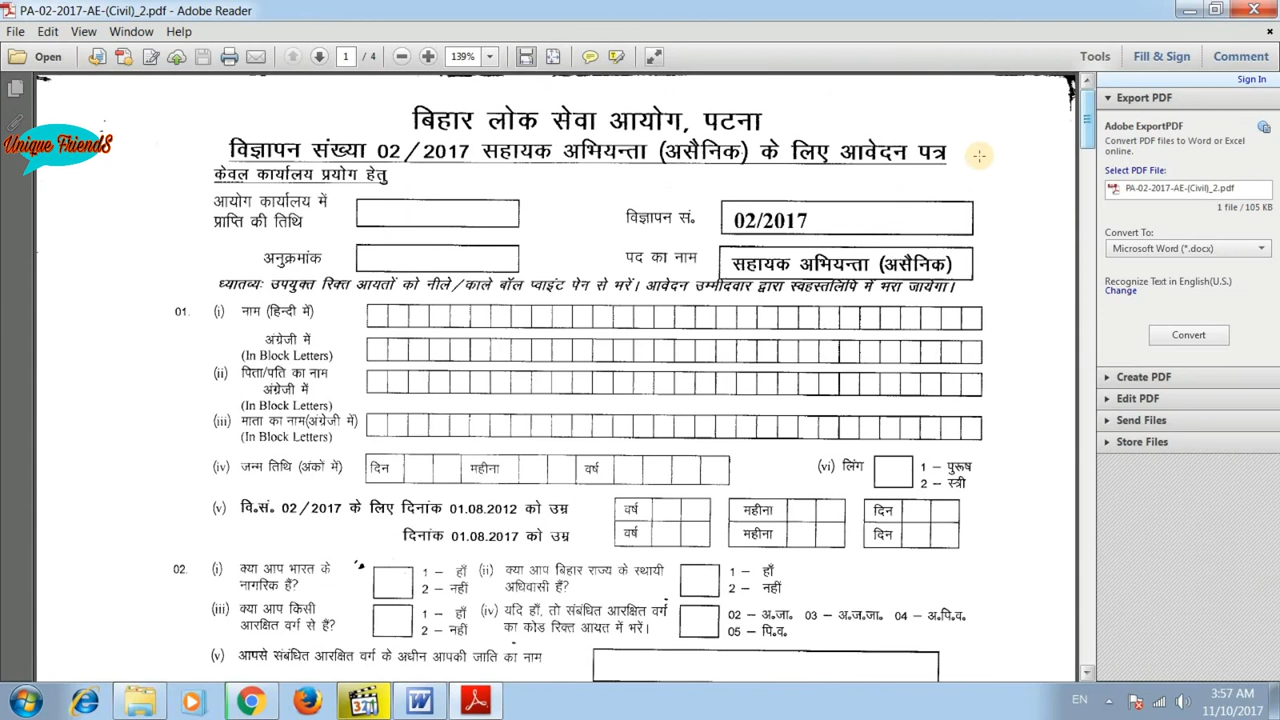 PA-02-2017-AE-(Civil)_2.pdf - Adobe Reader
File Edit View Window Help
Open 1 / 4 139% Tools Fill & Sign Comment
Sign In
Export PDF
Adobe ExportPDF
Convert PDF files to Word or Excel online.
Select PDF File:
PA-02-2017-AE-(Civil)_2.pdf
1 file / 105 KB
Convert To:
Microsoft Word (*.docx)
Recognize Text in English(U.S.)
Change
Convert
Create PDF
Edit PDF
Send Files
Store Files
Unique FriendS
बिहार लोक सेवा आयोग, पटना
विज्ञापन संख्या 02/2017 सहायक अभियन्ता (असैनिक) के लिए आवेदन पत्र
केवल कार्यालय प्रयोग हेतु
आयोग कार्यालय में
प्राप्ति की तिथि
विज्ञापन सं. 02/2017
अनुक्रमांक
पद का नाम सहायक अभियन्ता (असैनिक)
ध्यातव्यः उपयुक्त रिक्त आयतों को नीले/काले बॉल प्वाइंट पेन से भरें। आवेदन उम्मीदवार द्वारा स्वहस्तलिपि में भरा जायेगा।
01. (i) नाम (हिन्दी में)
अंग्रेजी में
(In Block Letters)
(ii) पिता/पति का नाम
अंग्रेजी में
(In Block Letters)
(iii) माता का नाम(अंग्रेजी में)
(In Block Letters)
(iv) जन्म तिथि (अंकों में) दिन महीना वर्ष (vi) लिंग 1 – पुरूष
2 – स्त्री
(v) वि.सं. 02/2017 के लिए दिनांक 01.08.2012 को उम्र वर्ष महीना दिन
दिनांक 01.08.2017 को उम्र वर्ष महीना दिन
02. (i) क्या आप भारत के
नागरिक हैं?
1 – हाँ
2 – नहीं
(ii) क्या आप बिहार राज्य के स्थायी
अधिवासी हैं?
1 – हाँ
2 – नहीं
(iii) क्या आप किसी
आरक्षित वर्ग से हैं?
1 – हाँ
2 – नहीं
(iv) यदि हाँ, तो संबंधित आरक्षित वर्ग
का कोड रिक्त आयत में भरें।
02 – अ.जा. 03 – अ.ज.जा. 04 – अ.पि.व.
05 – पि.व.
(v) आपसे संबंधित आरक्षित वर्ग के अधीन आपकी जाति का नाम
EN
3:57 AM
11/10/2017